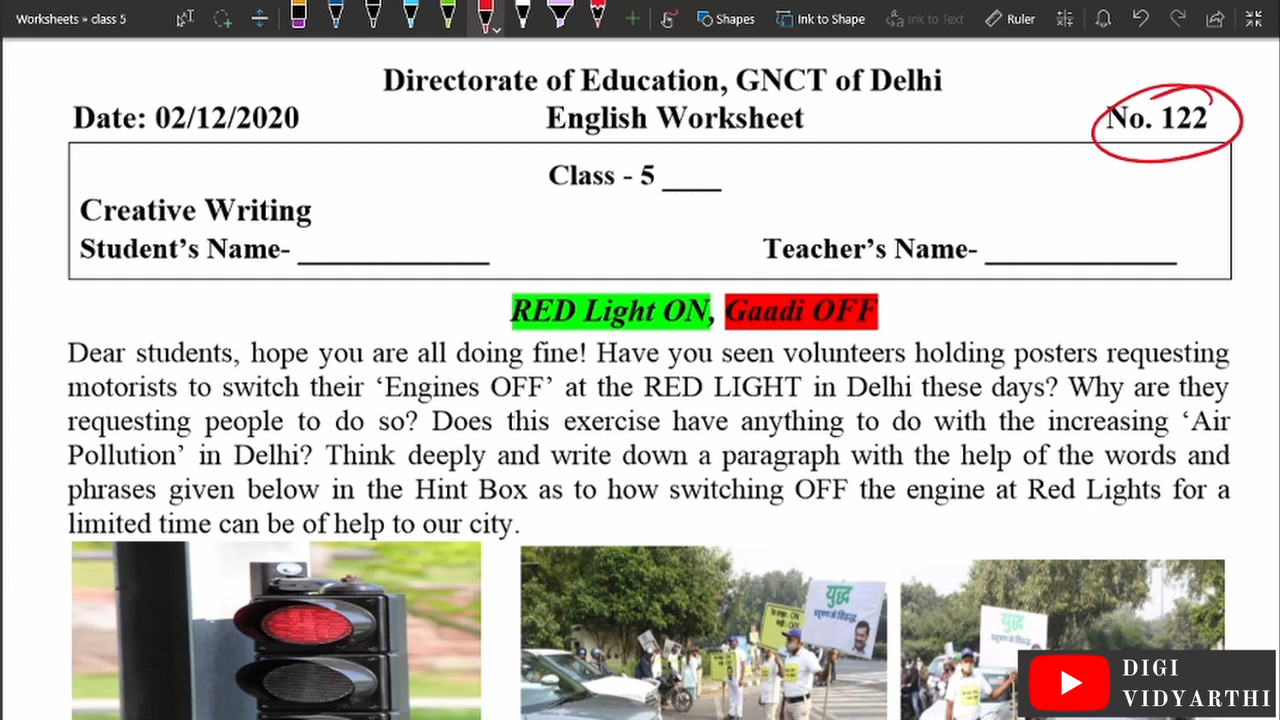 Worksheets - class 5
Shapes
Ink to Shape
Ink to Text
Ruler
Directorate of Education, GNCT of Delhi
Date: 02/12/2020 English Worksheet No. 122
Class - 5 ____
Creative Writing
Student’s Name- _____________ Teacher’s Name- _____________
RED Light ON, Gaadi OFF
Dear students, hope you are all doing fine! Have you seen volunteers holding posters requesting
motorists to switch their ‘Engines OFF’ at the RED LIGHT in Delhi these days? Why are they
requesting people to do so? Does this exercise have anything to do with the increasing ‘Air
Pollution’ in Delhi? Think deeply and write down a paragraph with the help of the words and
phrases given below in the Hint Box as to how switching OFF the engine at Red Lights for a
limited time can be of help to our city.
युद्ध
प्रदूषण के विरुद्ध
युद्ध
प्रदूषण के विरुद्ध
DIGI
VIDYARTHI